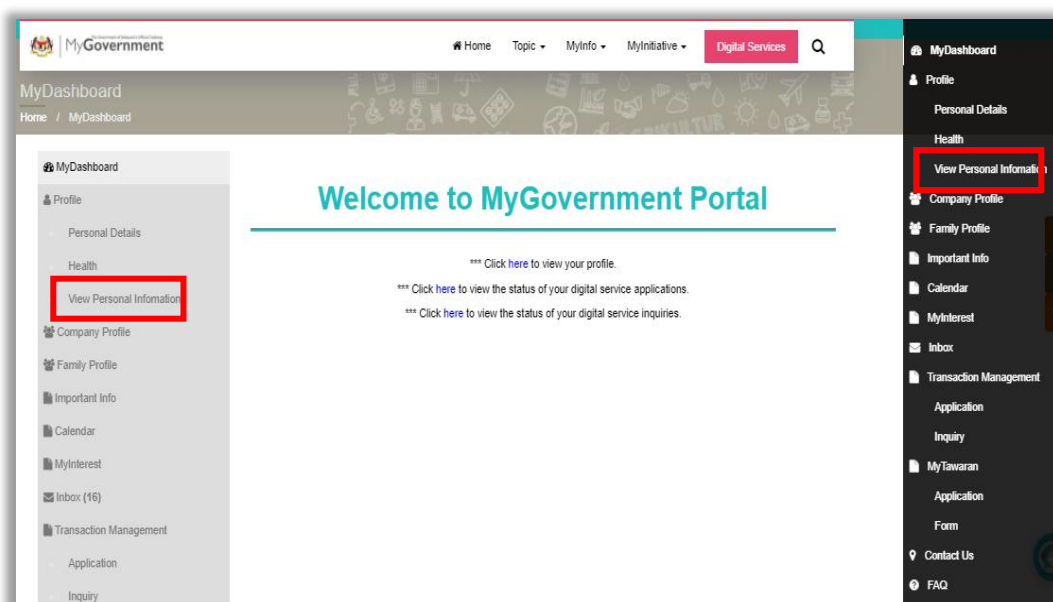 MyGovernment
Home Topic MyInfo MyInitiative Digital Services
MyDashboard
Home / MyDashboard
MyDashboard
Profile
Personal Details
Health
View Personal Infomation
Company Profile
Family Profile
Important Info
Calendar
MyInterest
Inbox (16)
Transaction Management
Application
Inquiry
Welcome to MyGovernment Portal
*** Click here to view your profile.
*** Click here to view the status of your digital service applications.
*** Click here to view the status of your digital service inquiries.
MyDashboard
Profile
Personal Details
Health
View Personal Infomation
Company Profile
Family Profile
Important Info
Calendar
MyInterest
Inbox
Transaction Management
Application
Inquiry
MyTawaran
Application
Form
Contact Us
FAQ